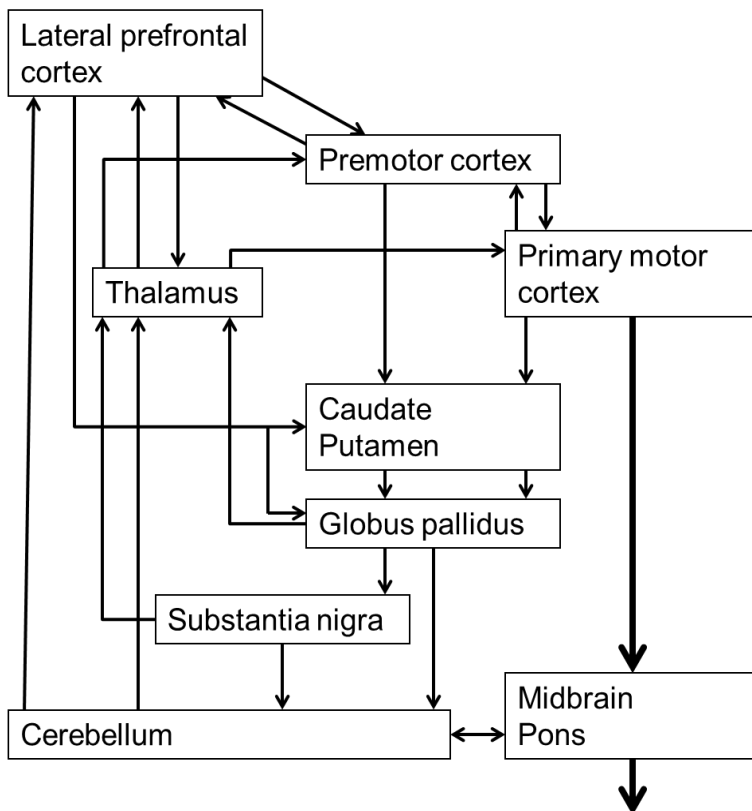 Lateral prefrontal
cortex
Premotor cortex
Primary motor
cortex
Thalamus
Caudate
Putamen
Globus pallidus
Substantia nigra
Cerebellum
Midbrain
Pons